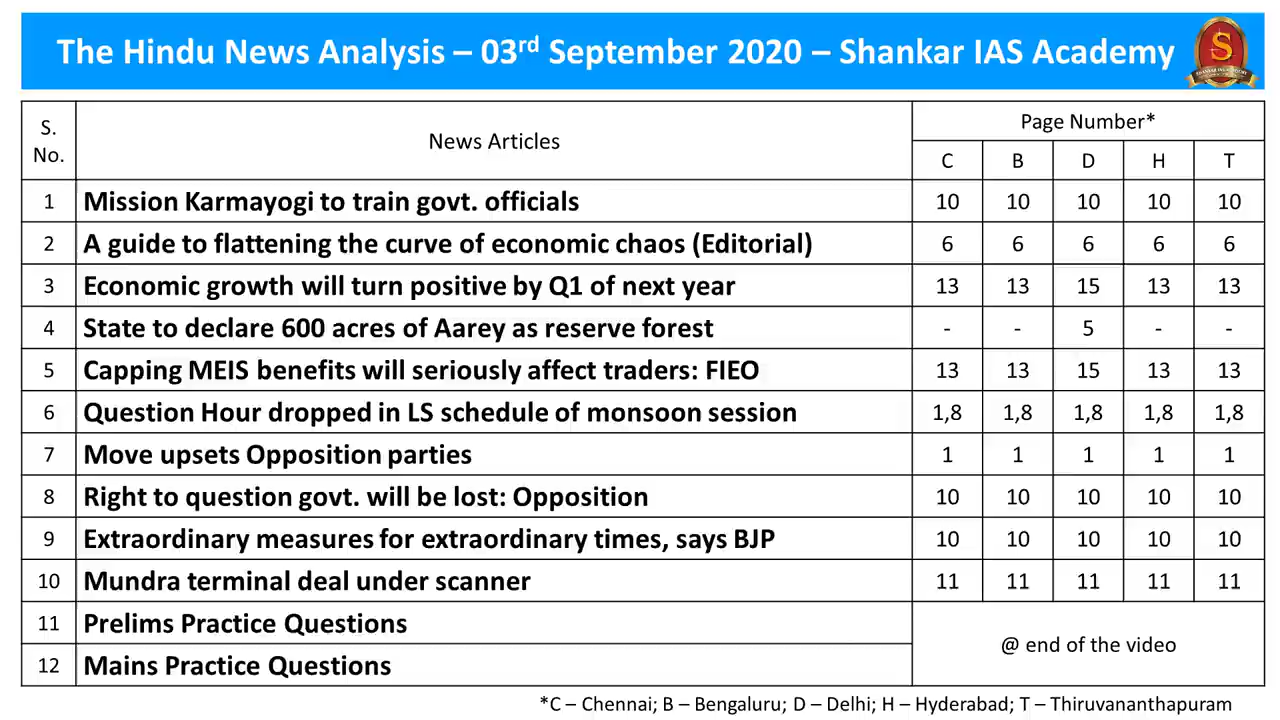 The Hindu News Analysis – 03rd September 2020 – Shankar IAS Academy
S. No. News Articles Page Number*
C B D H T
1 Mission Karmayogi to train govt. officials 10 10 10 10 10
2 A guide to flattening the curve of economic chaos (Editorial) 6 6 6 6 6
3 Economic growth will turn positive by Q1 of next year 13 13 15 13 13
4 State to declare 600 acres of Aarey as reserve forest - - 5 - -
5 Capping MEIS benefits will seriously affect traders: FIEO 13 13 15 13 13
6 Question Hour dropped in LS schedule of monsoon session 1,8 1,8 1,8 1,8 1,8
7 Move upsets Opposition parties 1 1 1 1 1
8 Right to question govt. will be lost: Opposition 10 10 10 10 10
9 Extraordinary measures for extraordinary times, says BJP 10 10 10 10 10
10 Mundra terminal deal under scanner 11 11 11 11 11
11 Prelims Practice Questions @ end of the video
12 Mains Practice Questions
*C – Chennai; B – Bengaluru; D – Delhi; H – Hyderabad; T – Thiruvananthapuram